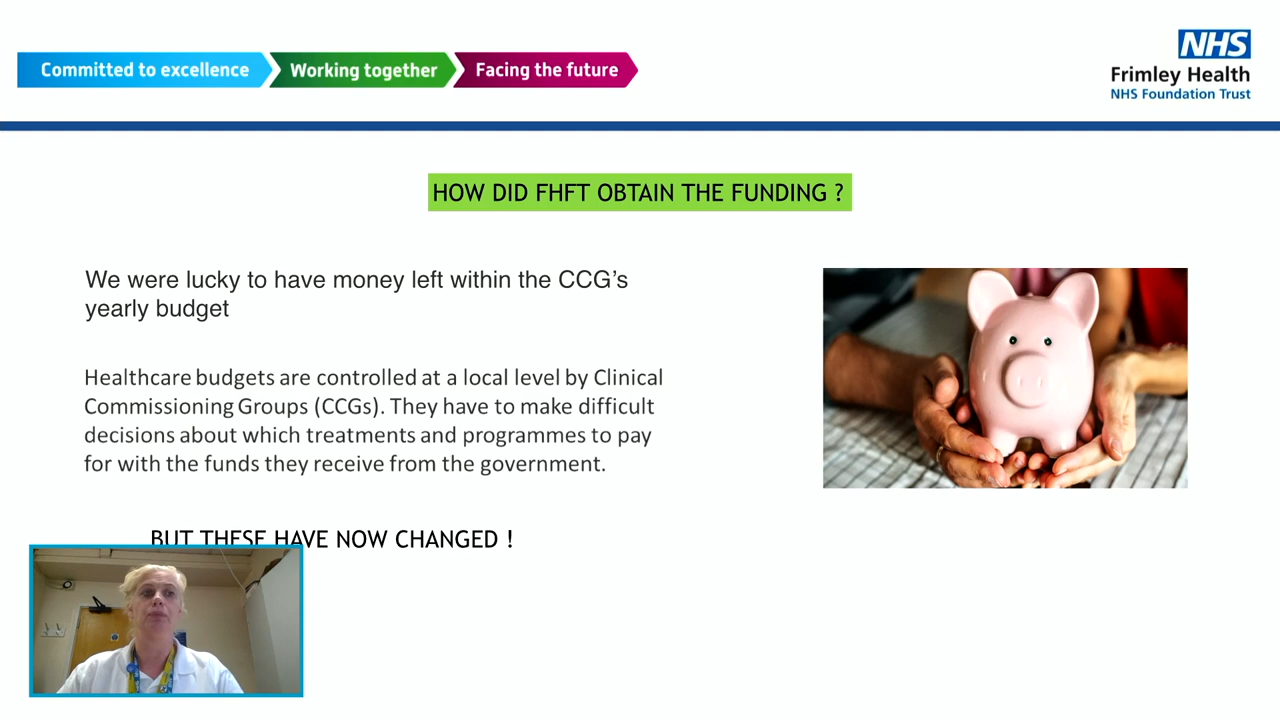 Committed to excellence
Working together
Facing the future
NHS
Frimley Health
NHS Foundation Trust
HOW DID FHFT OBTAIN THE FUNDING ?
We were lucky to have money left within the CCG’s
yearly budget
Healthcare budgets are controlled at a local level by Clinical
Commissioning Groups (CCGs). They have to make difficult
decisions about which treatments and programmes to pay
for with the funds they receive from the government.
BUT THESE HAVE NOW CHANGED !